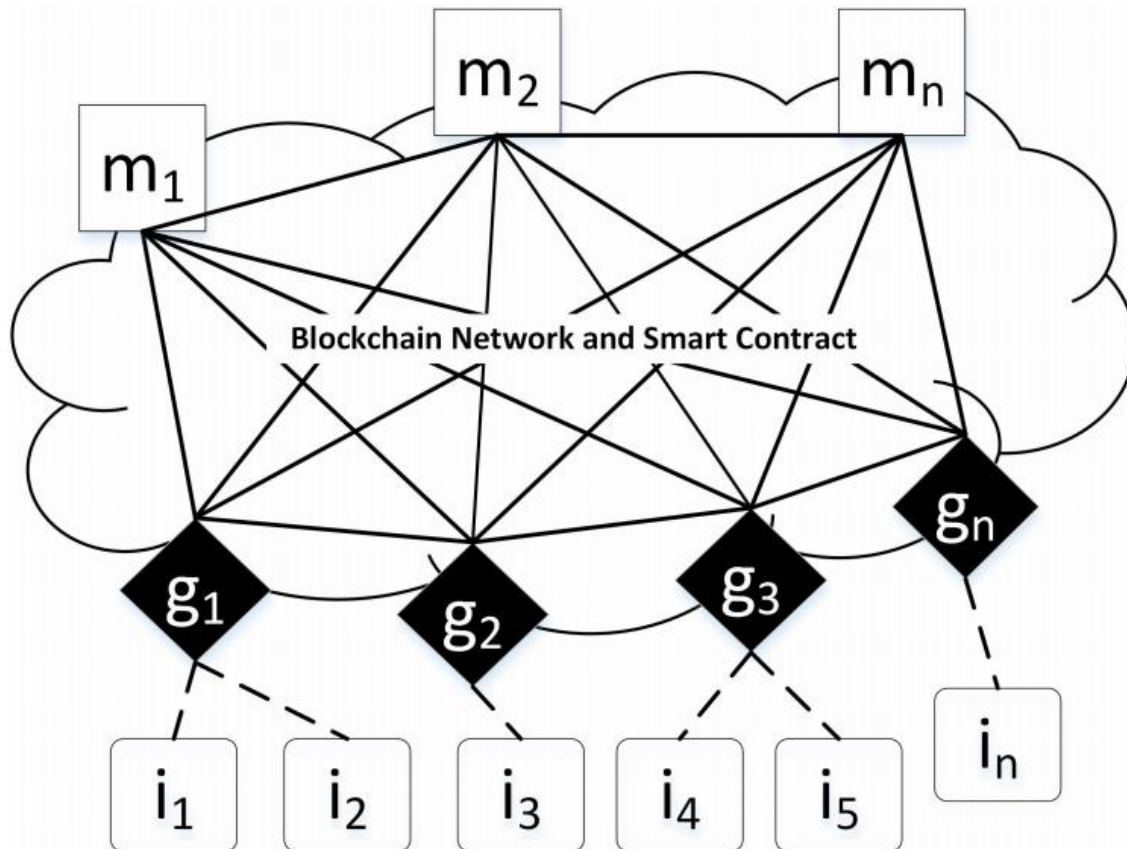 m₁
m₂
mₙ
Blockchain Network and Smart Contract
g₁
g₂
g₃
gₙ
i₁
i₂
i₃
i₄
i₅
iₙ